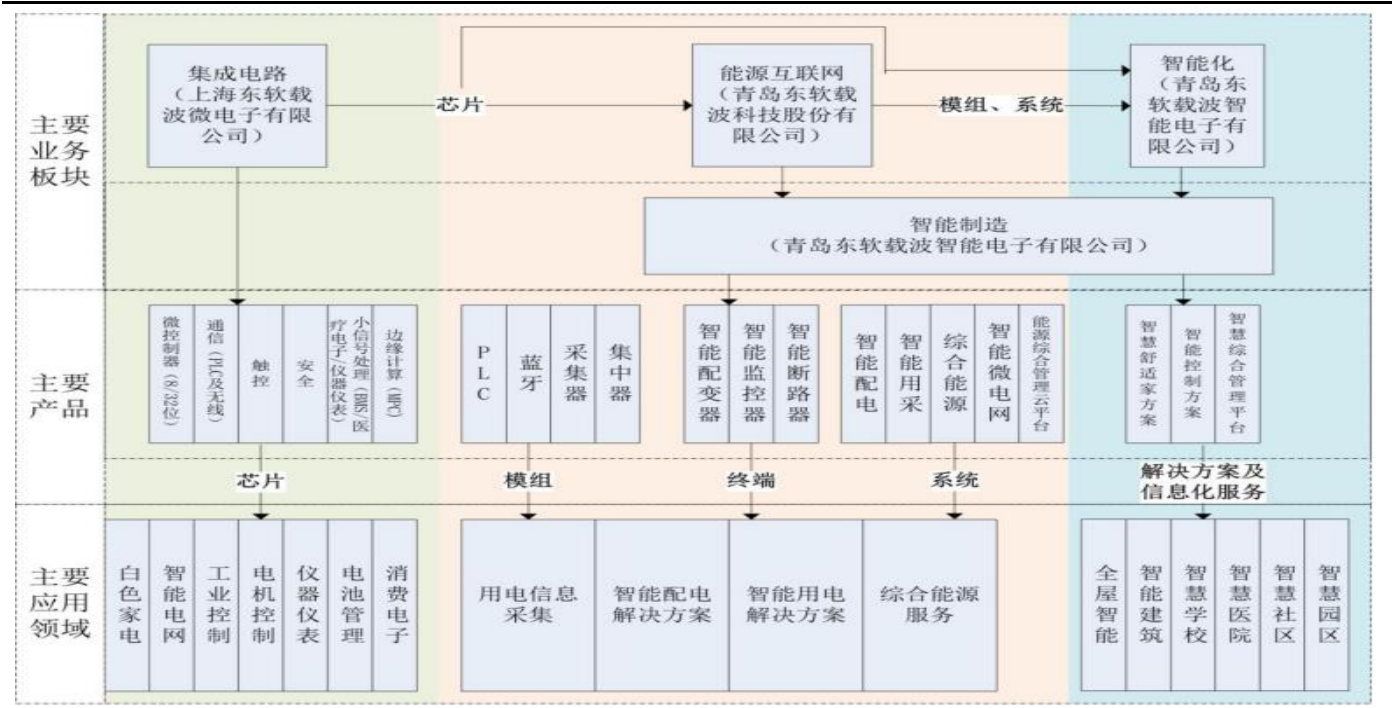 主要
业务
板块
集成电路
（上海东软载
波微电子有限
公司）
芯片
能源互联网
（青岛东软载
波科技股份有
限公司）
模组、系统
智能化
（青岛东
软载波智
能电子有
限公司）
智能制造
（青岛东软载波智能电子有限公司）
主要
产品
微控制器（8/32位）
通信（PLC及无线）
触控
安全
小信号处理（BMS/医
疗电子/仪器仪表）
边缘计算（MPC）
PLC
蓝牙
采集器
集中器
智能配变器
智能监控器
智能断路器
智能配电
智能用采
综合能源
智能微电网
能源综合管理云平台
智慧舒适家方案
智能控制方案
智慧综合管理平台
芯片
模组
终端
系统
解决方案及
信息化服务
主要
应用
领域
白色家电
智能电网
工业控制
电机控制
仪器仪表
电池管理
消费电子
用电信息
采集
智能配电
解决方案
智能用电
解决方案
综合能源
服务
全屋智能
智能建筑
智慧学校
智慧医院
智慧社区
智慧园区